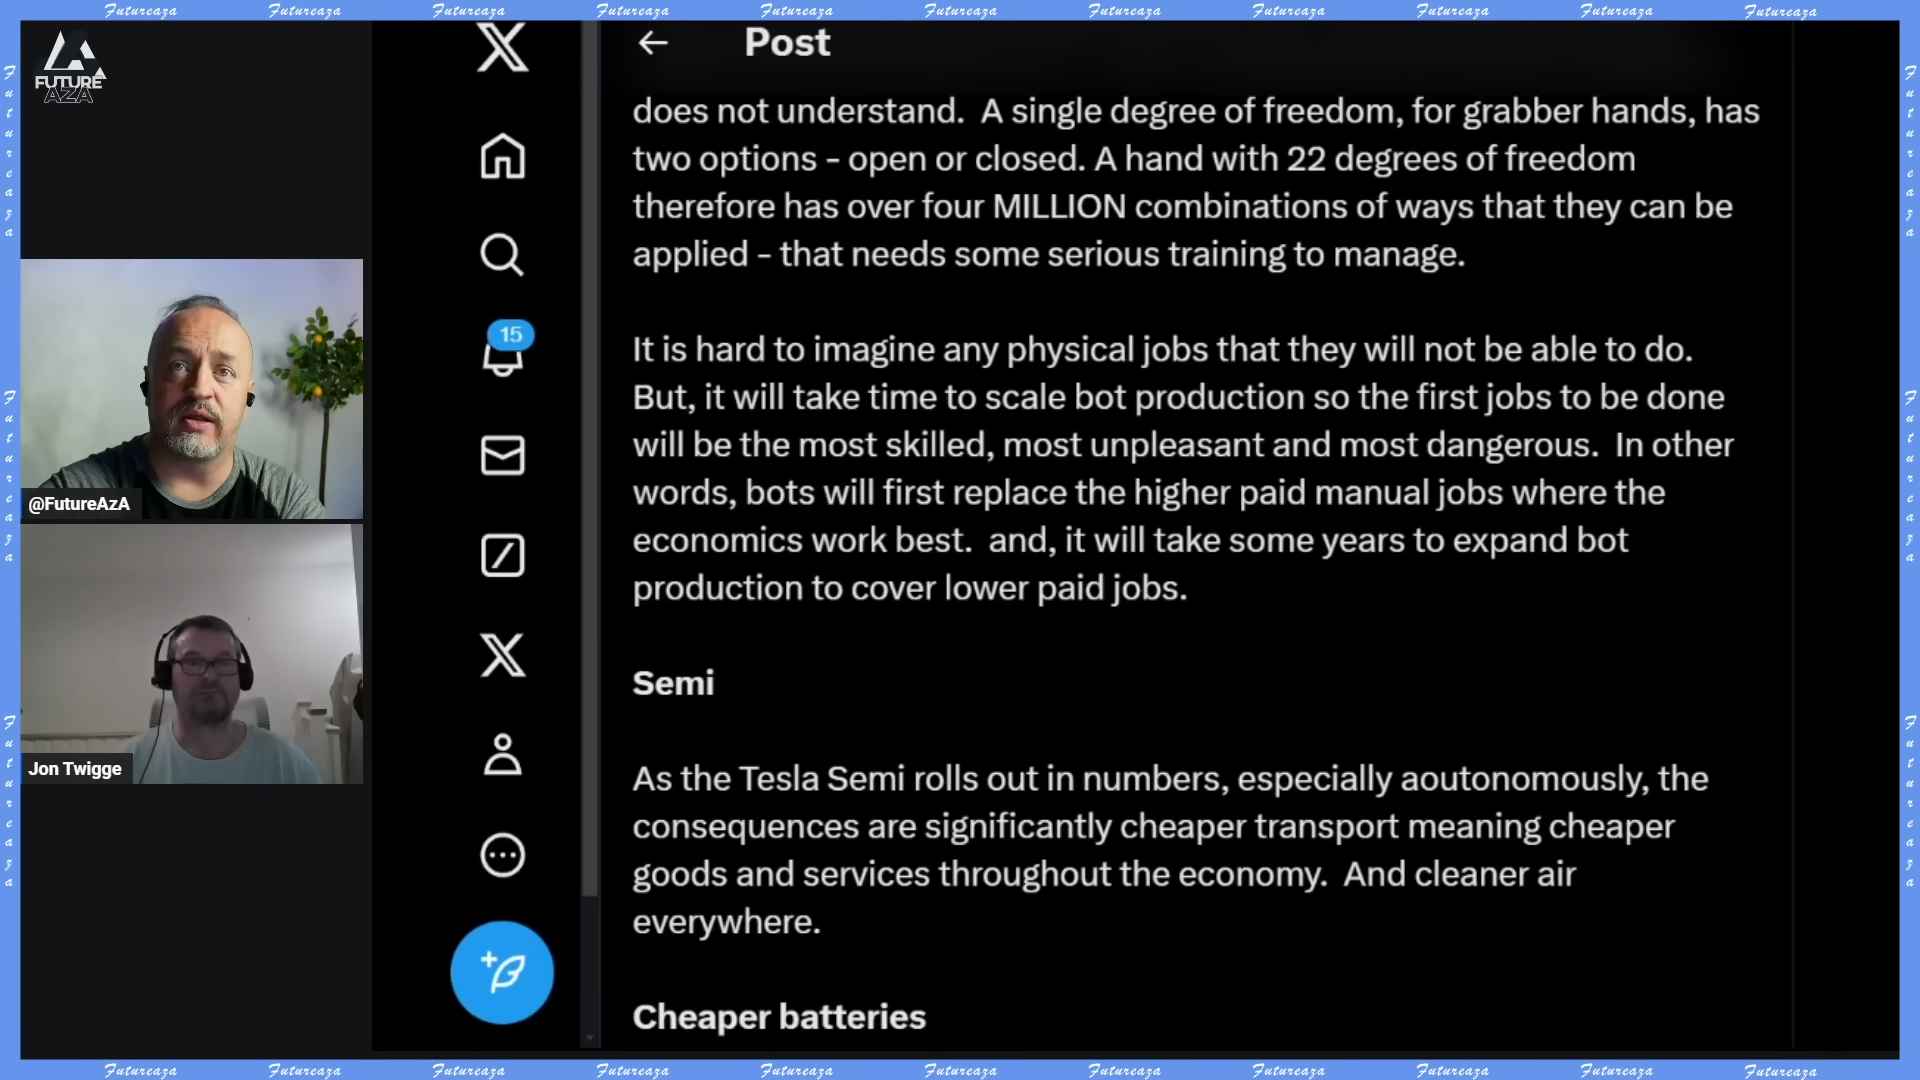 Futureaza Futureaza Futureaza Futureaza Futureaza Futureaza Futureaza Futureaza Futureaza Futureaza Futureaza
FUTURE
AZA
Post
does not understand.  A single degree of freedom, for grabber hands, has
two options - open or closed. A hand with 22 degrees of freedom
therefore has over four MILLION combinations of ways that they can be
applied - that needs some serious training to manage.
15
It is hard to imagine any physical jobs that they will not be able to do.
But, it will take time to scale bot production so the first jobs to be done
will be the most skilled, most unpleasant and most dangerous.  In other
words, bots will first replace the higher paid manual jobs where the
economics work best.  and, it will take some years to expand bot
production to cover lower paid jobs.
@FutureAzA
Jon Twigge
Semi
As the Tesla Semi rolls out in numbers, especially aoutonomously, the
consequences are significantly cheaper transport meaning cheaper
goods and services throughout the economy.  And cleaner air
everywhere.
Cheaper batteries
Futureaza Futureaza Futureaza Futureaza Futureaza Futureaza Futureaza Futureaza Futureaza Futureaza Futureaza
Futureaza
Futureaza
Futureaza
Futureaza
Futureaza
Futureaza